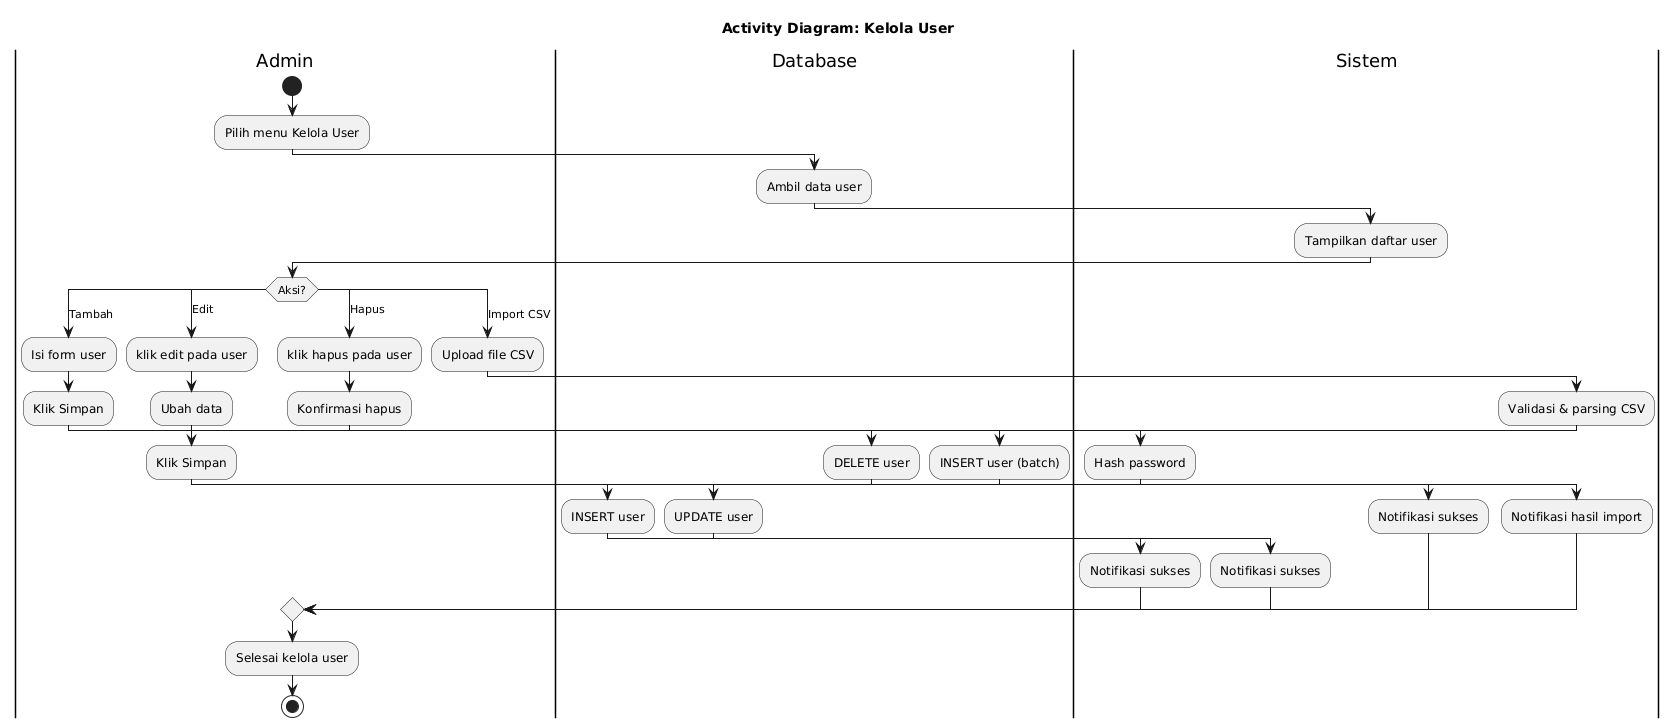 Activity Diagram: Kelola User
Admin
Database
Sistem
Pilih menu Kelola User
Ambil data user
Tampilkan daftar user
Aksi?
Tambah
Edit
Hapus
Import CSV
Isi form user
klik edit pada user
klik hapus pada user
Upload file CSV
Klik Simpan
Ubah data
Konfirmasi hapus
Validasi & parsing CSV
Klik Simpan
DELETE user
INSERT user (batch)
Hash password
INSERT user
UPDATE user
Notifikasi sukses
Notifikasi hasil import
Notifikasi sukses
Notifikasi sukses
Selesai kelola user